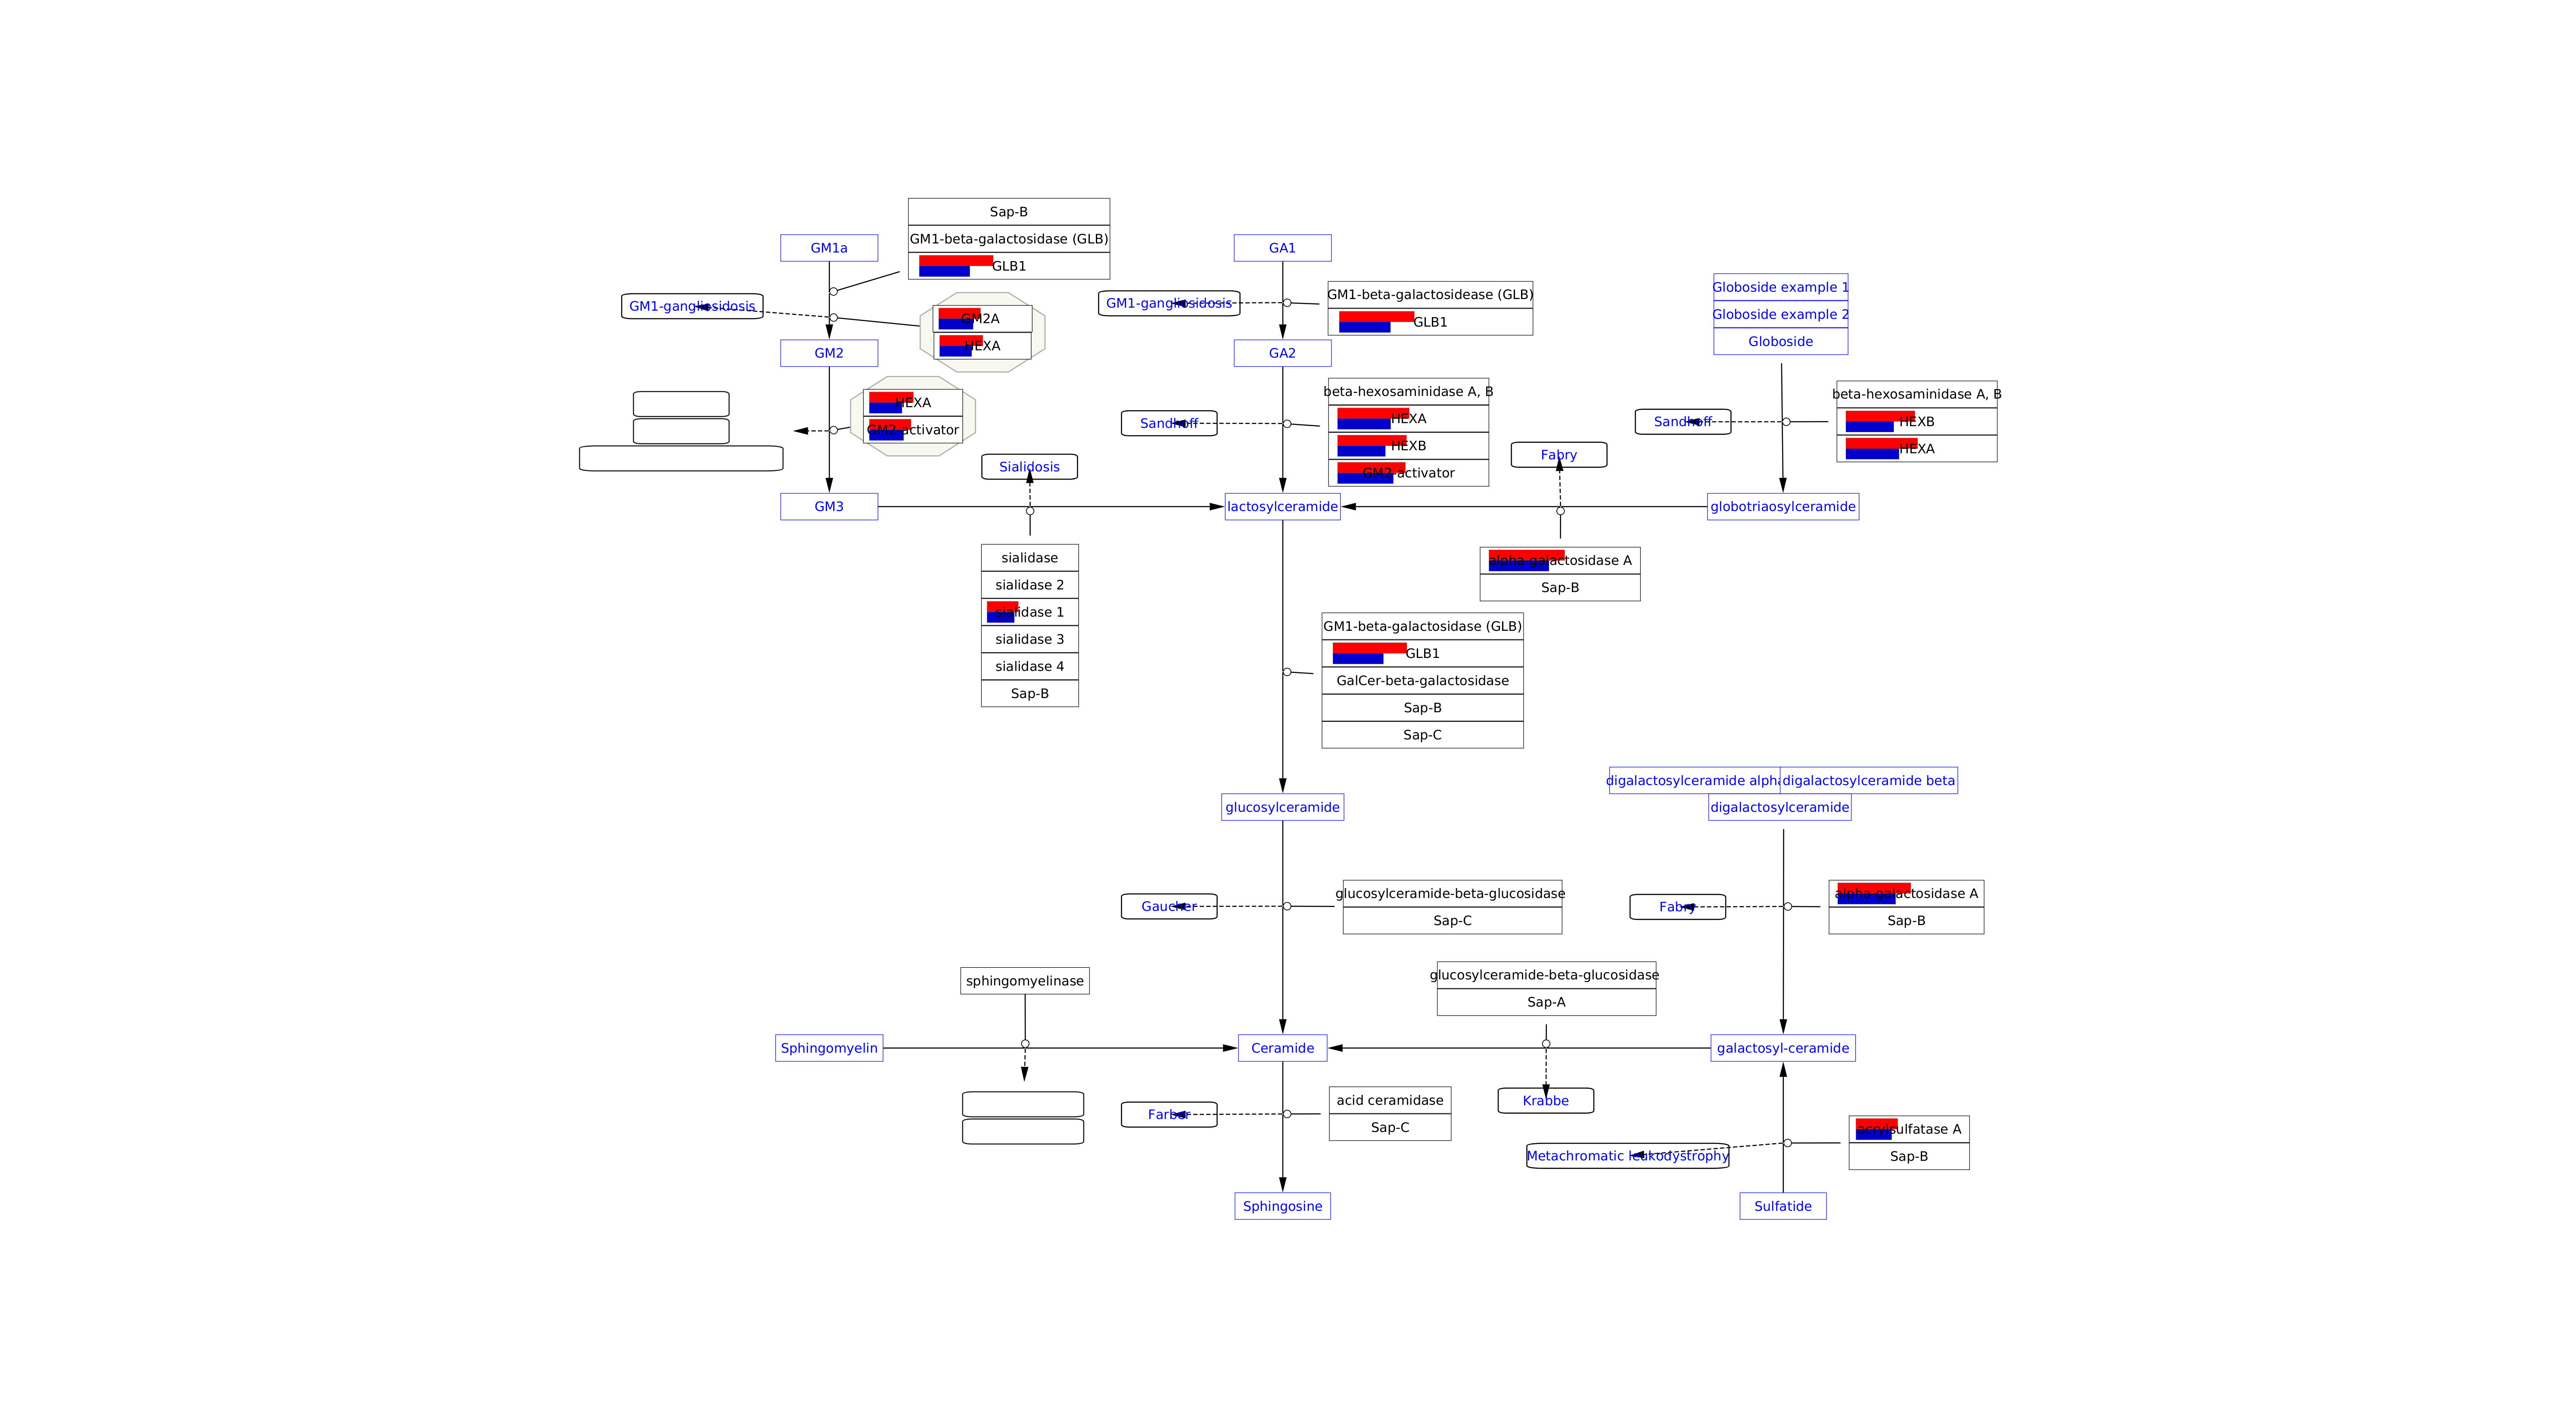 Sap-B
GM1-beta-galactosidase (GLB)
GLB1
GM1a
GA1
GM1-gangliosidosis
GM2A
HEXA
GM1-gangliosidosis
GM1-beta-galactosidease (GLB)
GLB1
Globoside example 1
Globoside example 2
Globoside
GM2
GA2
HEXA
GM2-activator
Sandhoff
beta-hexosaminidase A, B
HEXA
HEXB
GM2-activator
Sandhoff
beta-hexosaminidase A, B
HEXB
HEXA
Sialidosis
Fabry
GM3
lactosylceramide
globotriaosylceramide
sialidase
sialidase 2
sialidase 1
sialidase 3
sialidase 4
Sap-B
alpha-galactosidase A
Sap-B
GM1-beta-galactosidase (GLB)
GLB1
GalCer-beta-galactosidase
Sap-B
Sap-C
digalactosylceramide alpha
digalactosylceramide beta
glucosylceramide
digalactosylceramide
Gaucher
glucosylceramide-beta-glucosidase
Sap-C
Fabry
alpha-galactosidase A
Sap-B
sphingomyelinase
glucosylceramide-beta-glucosidase
Sap-A
Sphingomyelin
Ceramide
galactosyl-ceramide
Farber
acid ceramidase
Sap-C
Krabbe
Metachromatic leukodystrophy
acrylsulfatase A
Sap-B
Sphingosine
Sulfatide